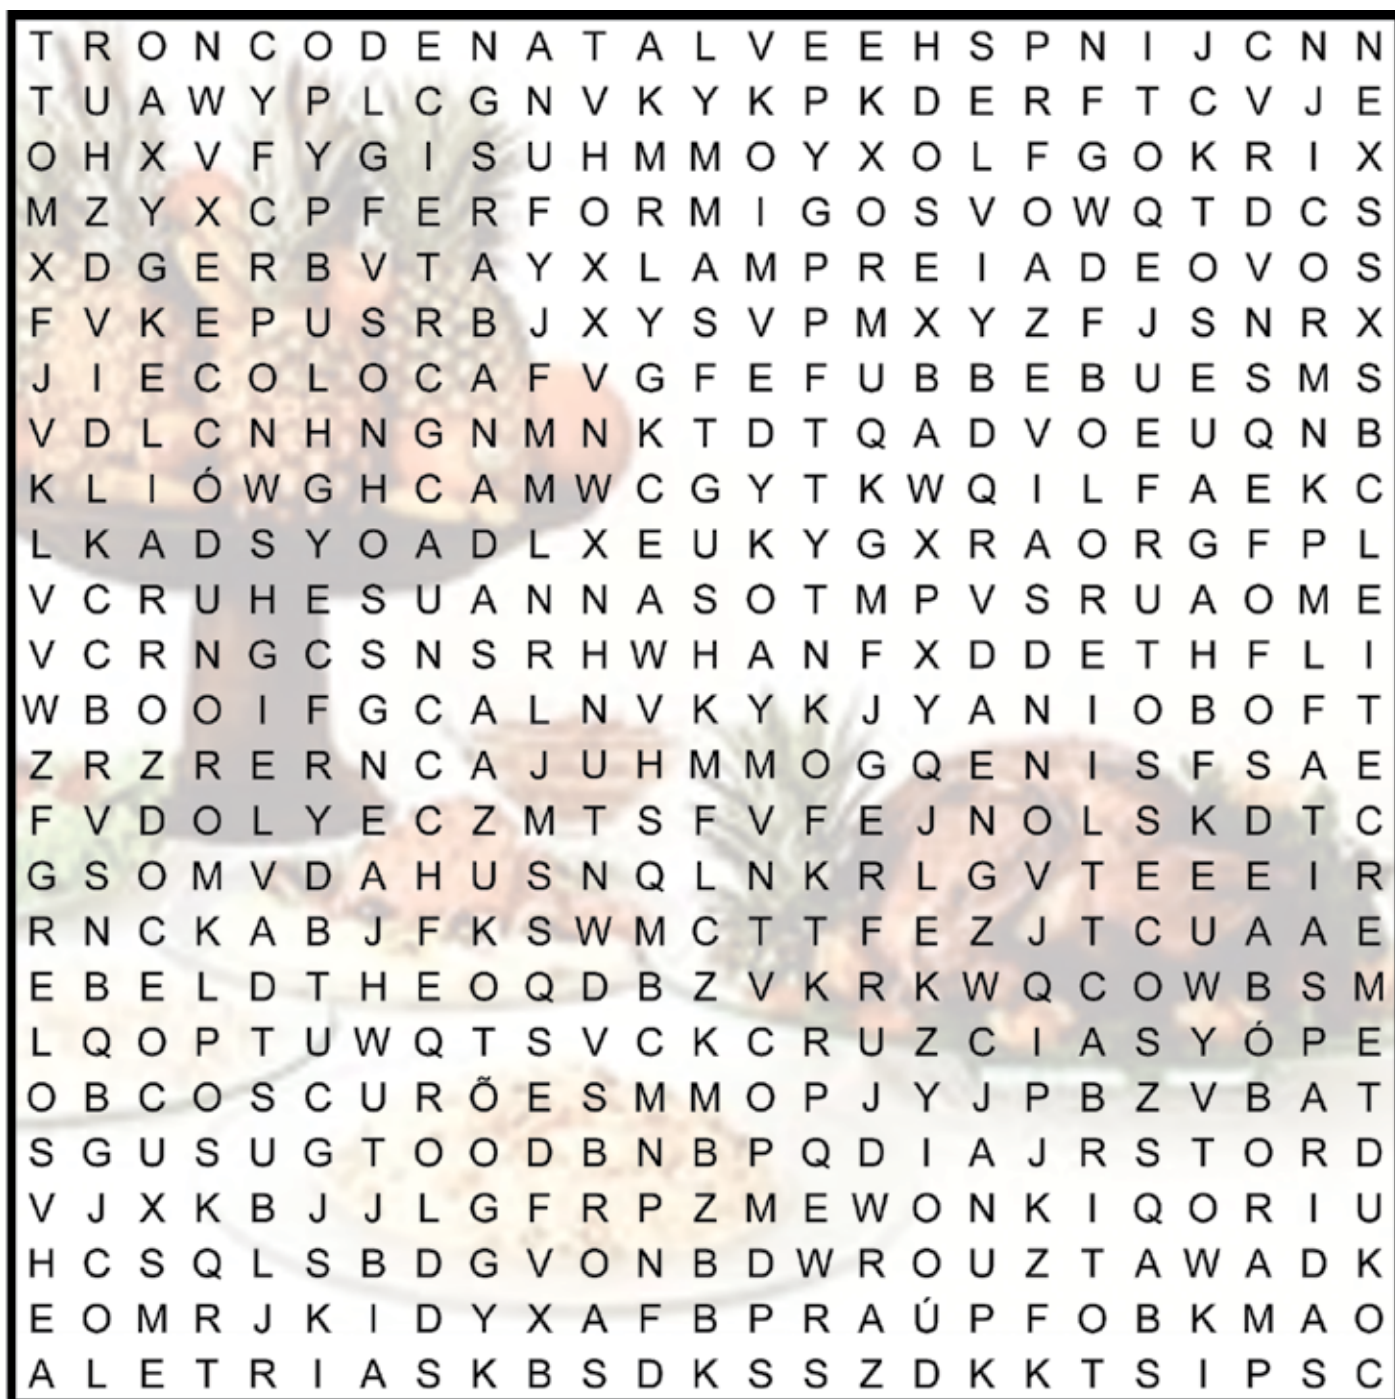 T R O N C O D E N A T A L V E E H S P N I J C N N
T U A W Y P L C G N V K Y K P K D E R F T C V J E
O H X V F Y G I S U H M M O Y X O L F G O K R I X
M Z Y X C P F E R F O R M I G O S V O W Q T D C S
X D G E R B V T A Y X L A M P R E I A D E O V O S
F V K E P U S R B J X Y S V P M X Y Z F J S N R X
J I E C O L O C A F V G F E F U B B E B U E S M S
V D L C N H N G N M N K T D T Q A D V O E U Q N B
K L I Ó W G H C A M W C G Y T K W Q I L F A E K C
L K A D S Y O A D L X E U K Y G X R A O R G F P L
V C R U H E S U A N N A S O T M P V S R U A O M E
V C R N G C S N S R H W H A N F X D D E T H F L I
W B O O I F G C A L N V K Y K J Y A N I O B O F T
Z R Z R E R N C A J U H M M O G Q E N I S F S A E
F V D O L Y E C Z M T S F V F E J N O L S K D T C
G S O M V D A H U S N Q L N K R L G V T E E E I R
R N C K A B J F K S W M C T T F E Z J T C U A A E
E B E L D T H E O Q D B Z V K R K W Q C O W B S M
L Q O P T U W Q T S V C K C R U Z C I A S Y Ó P E
O B C O S C U R Õ E S M M O P J Y J P B Z V B A T
S G U S U G T O O D B N B P Q D I A J R S T O R D
V J X K B J J L G F R P Z M E W O N K I Q O R I U
H C S Q L S B D G V O N B D W R O U Z T A W A D K
E O M R J K I D Y X A F B P R A Ú P F O B K M A O
A L E T R I A S K B S D K S S Z D K K T S I P S C